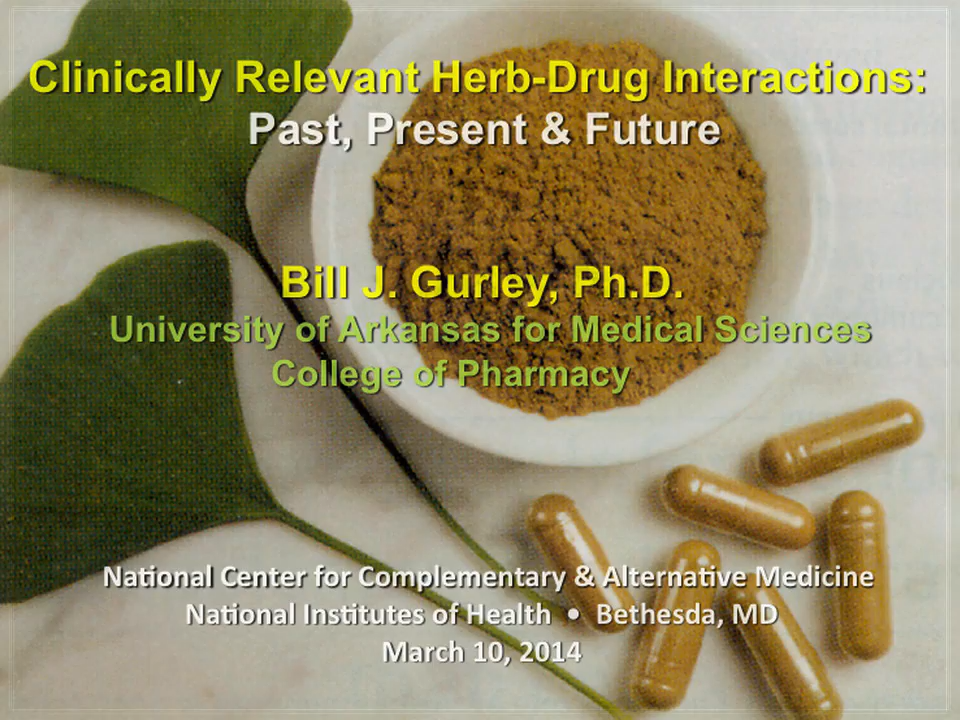 Clinically Relevant Herb-Drug Interactions:
Past, Present & Future
Bill J. Gurley, Ph.D.
University of Arkansas for Medical Sciences
College of Pharmacy
National Center for Complementary & Alternative Medicine
National Institutes of Health • Bethesda, MD
March 10, 2014